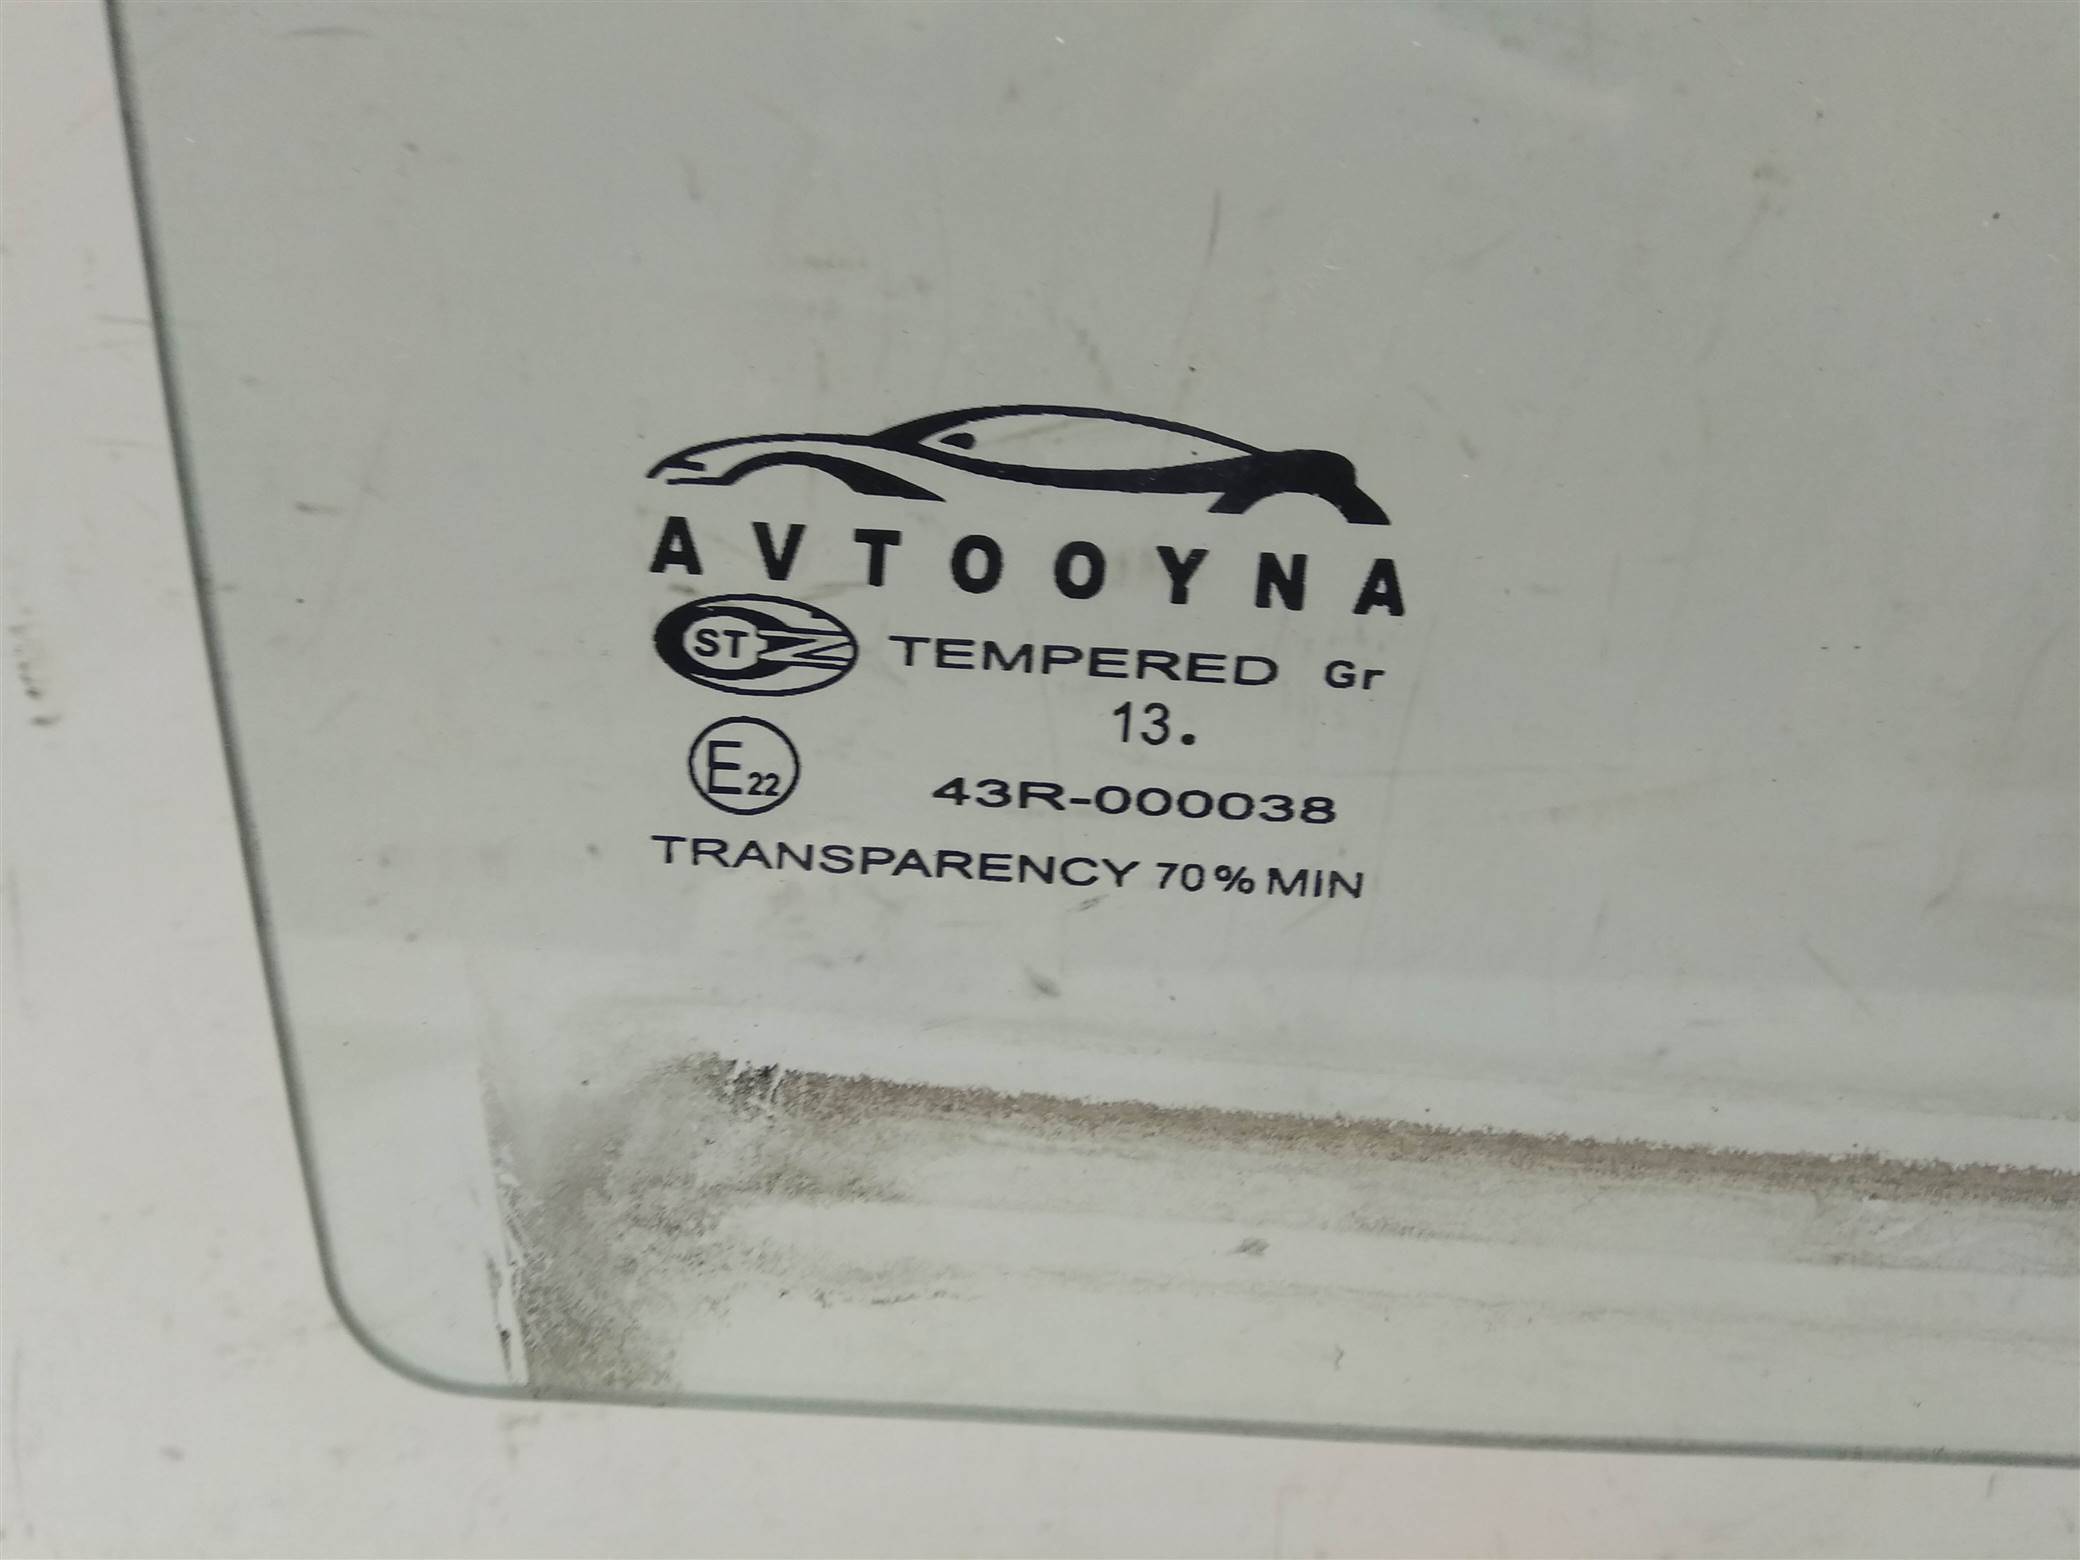 AVTOOYNA
ST TEMPERED Gr
13.
E22 43R-000038
TRANSPARENCY 70% MIN